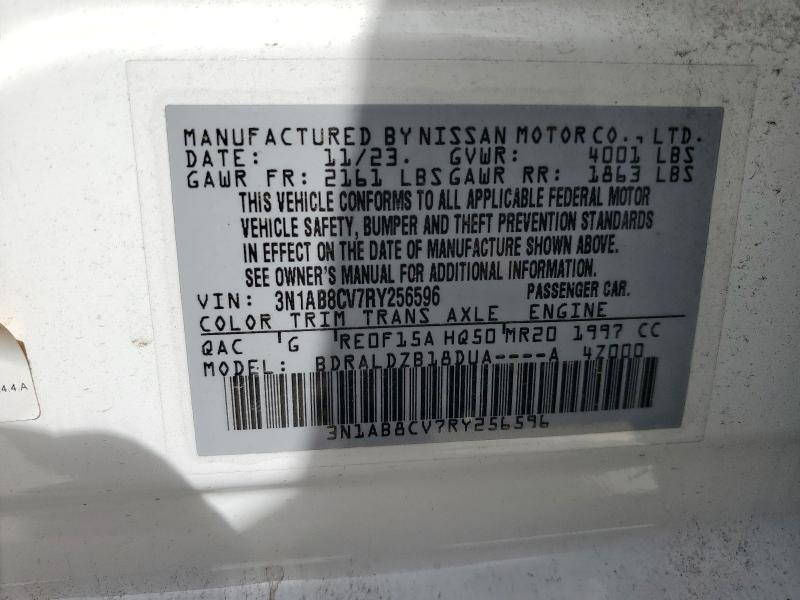 MANUFACTURED BY NISSAN MOTOR CO., LTD.
DATE: 11/23. GVWR: 4001 LBS
GAWR FR: 2161 LBS GAWR RR: 1863 LBS
THIS VEHICLE CONFORMS TO ALL APPLICABLE FEDERAL MOTOR
VEHICLE SAFETY, BUMPER AND THEFT PREVENTION STANDARDS
IN EFFECT ON THE DATE OF MANUFACTURE SHOWN ABOVE.
SEE OWNER'S MANUAL FOR ADDITIONAL INFORMATION.
VIN: 3N1AB8CV7RY256596 PASSENGER CAR.
COLOR TRIM TRANS AXLE ENGINE
QAC G RE0F15A HQ50 MR20 1997 CC
MODEL: BDRALDZB18DUA----A 4Z000
3N1AB8CV7RY256596
4.4.A